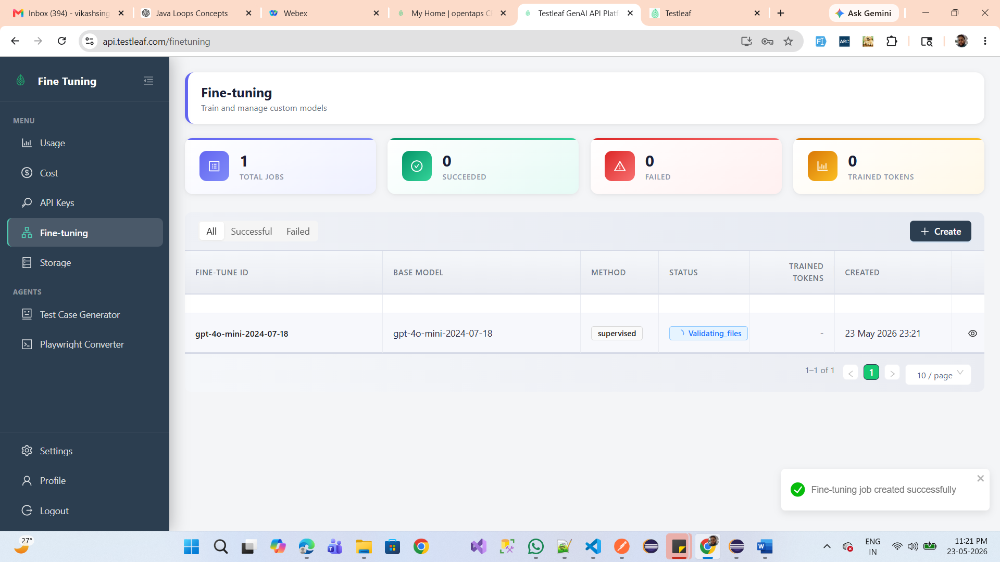 Inbox (394) - vikashsing
Java Loops Concepts
Webex
My Home | opentaps C
Testleaf GenAI API Platf
Testleaf
Ask Gemini
api.testleaf.com/finetuning
Fine Tuning
MENU
Usage
Cost
API Keys
Fine-tuning
Storage
AGENTS
Test Case Generator
Playwright Converter
Settings
Profile
Logout
Fine-tuning
Train and manage custom models
1
TOTAL JOBS
0
SUCCEEDED
0
FAILED
0
TRAINED TOKENS
All
Successful
Failed
+ Create
FINE-TUNE ID
BASE MODEL
METHOD
STATUS
TRAINED
TOKENS
CREATED
gpt-4o-mini-2024-07-18
gpt-4o-mini-2024-07-18
supervised
Validating_files
-
23 May 2026 23:21
1–1 of 1
1
10 / page
Fine-tuning job created successfully
27°
ENG
IN
11:21 PM
23-05-2026